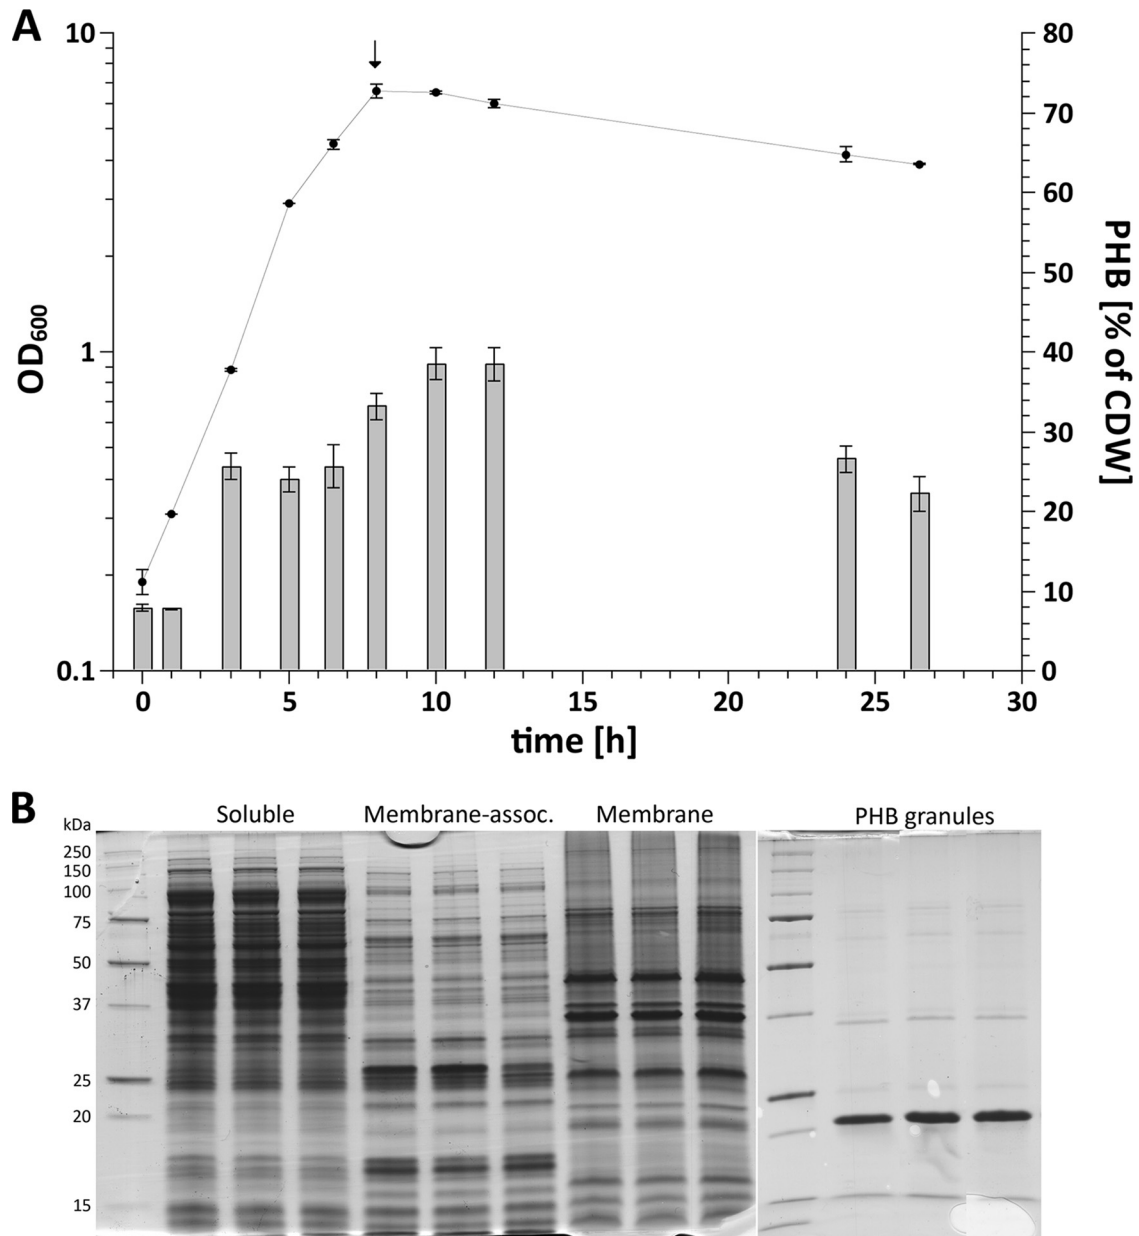 A
10
1
0.1
OD600
80
70
60
50
40
30
20
10
0
PHB [% of CDW]
0 5 10 15 20 25 30
time [h]
B
Soluble Membrane-assoc. Membrane PHB granules
kDa
250
150
100
75
50
37
25
20
15